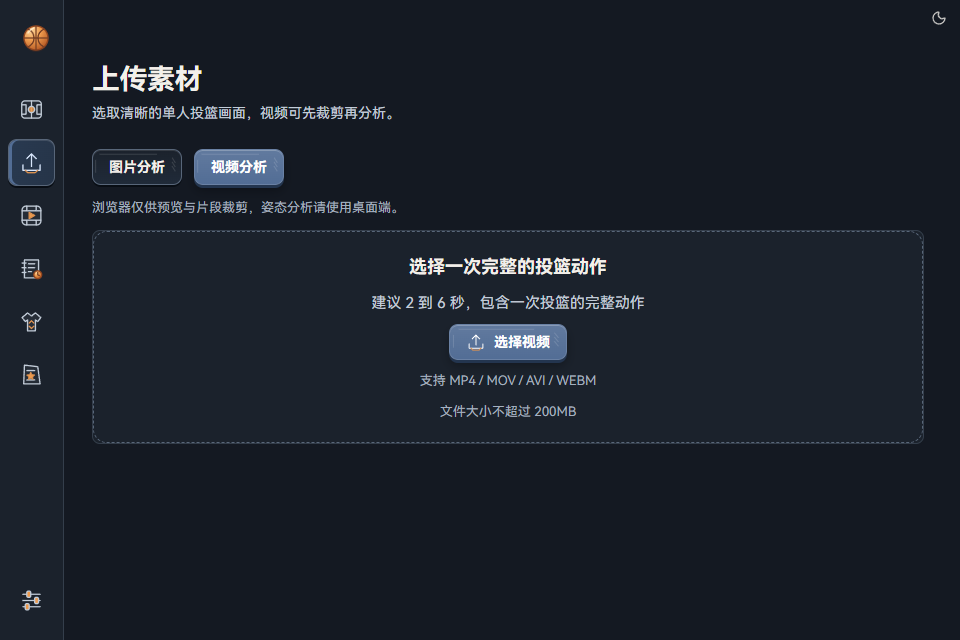 上传素材
选取清晰的单人投篮画面，视频可先裁剪再分析。
图片分析
视频分析
浏览器仅供预览与片段裁剪，姿态分析请使用桌面端。
选择一次完整的投篮动作
建议 2 到 6 秒，包含一次投篮的完整动作
选择视频
支持 MP4 / MOV / AVI / WEBM
文件大小不超过 200MB